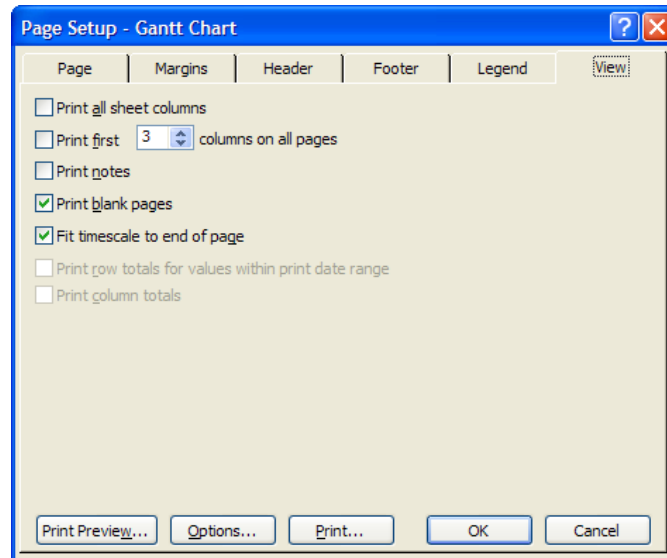 Page Setup - Gantt Chart
Page Margins Header Footer Legend View
Print all sheet columns
Print first 3 columns on all pages
Print notes
Print blank pages
Fit timescale to end of page
Print row totals for values within print date range
Print column totals
Print Preview... Options... Print... OK Cancel